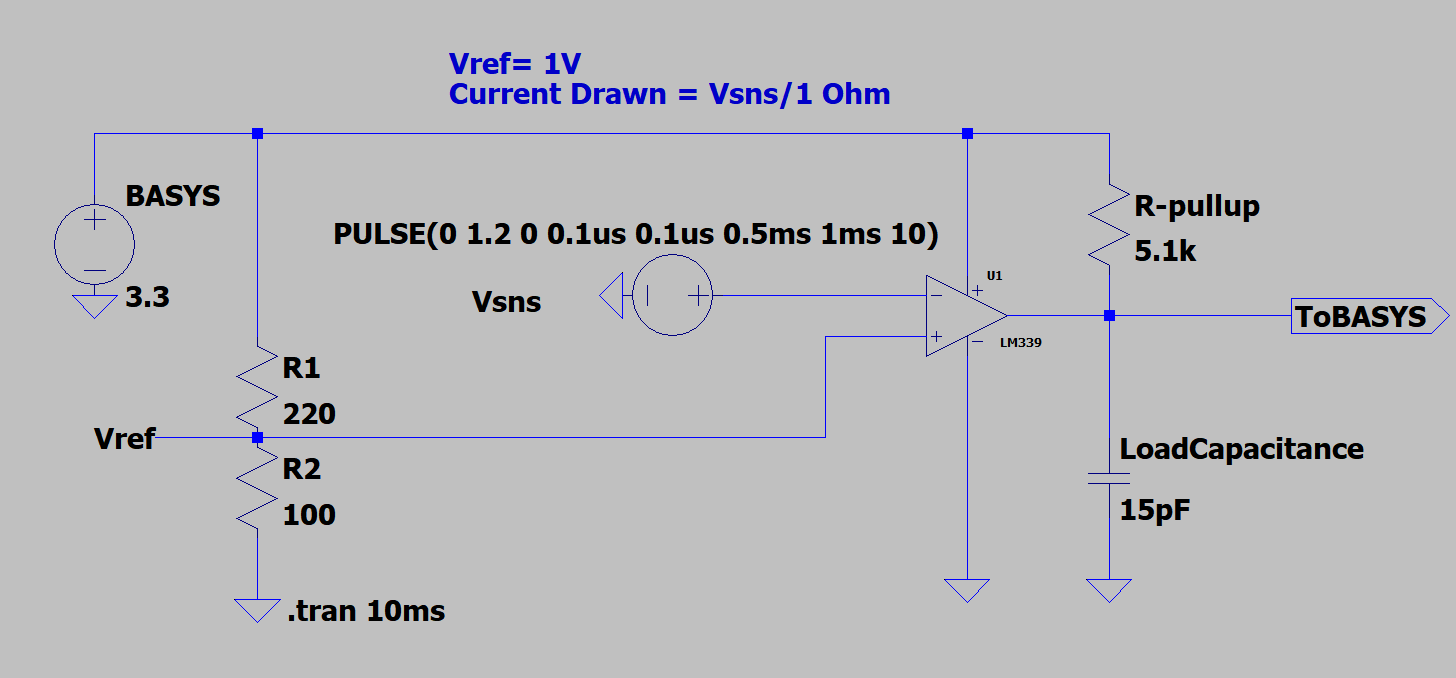 Vref= 1V
Current Drawn = Vsns/1 Ohm
BASYS
3.3
PULSE(0 1.2 0 0.1us 0.1us 0.5ms 1ms 10)
Vsns
U1
LM339
R-pullup
5.1k
ToBASYS
R1
220
Vref
R2
100
LoadCapacitance
15pF
.tran 10ms